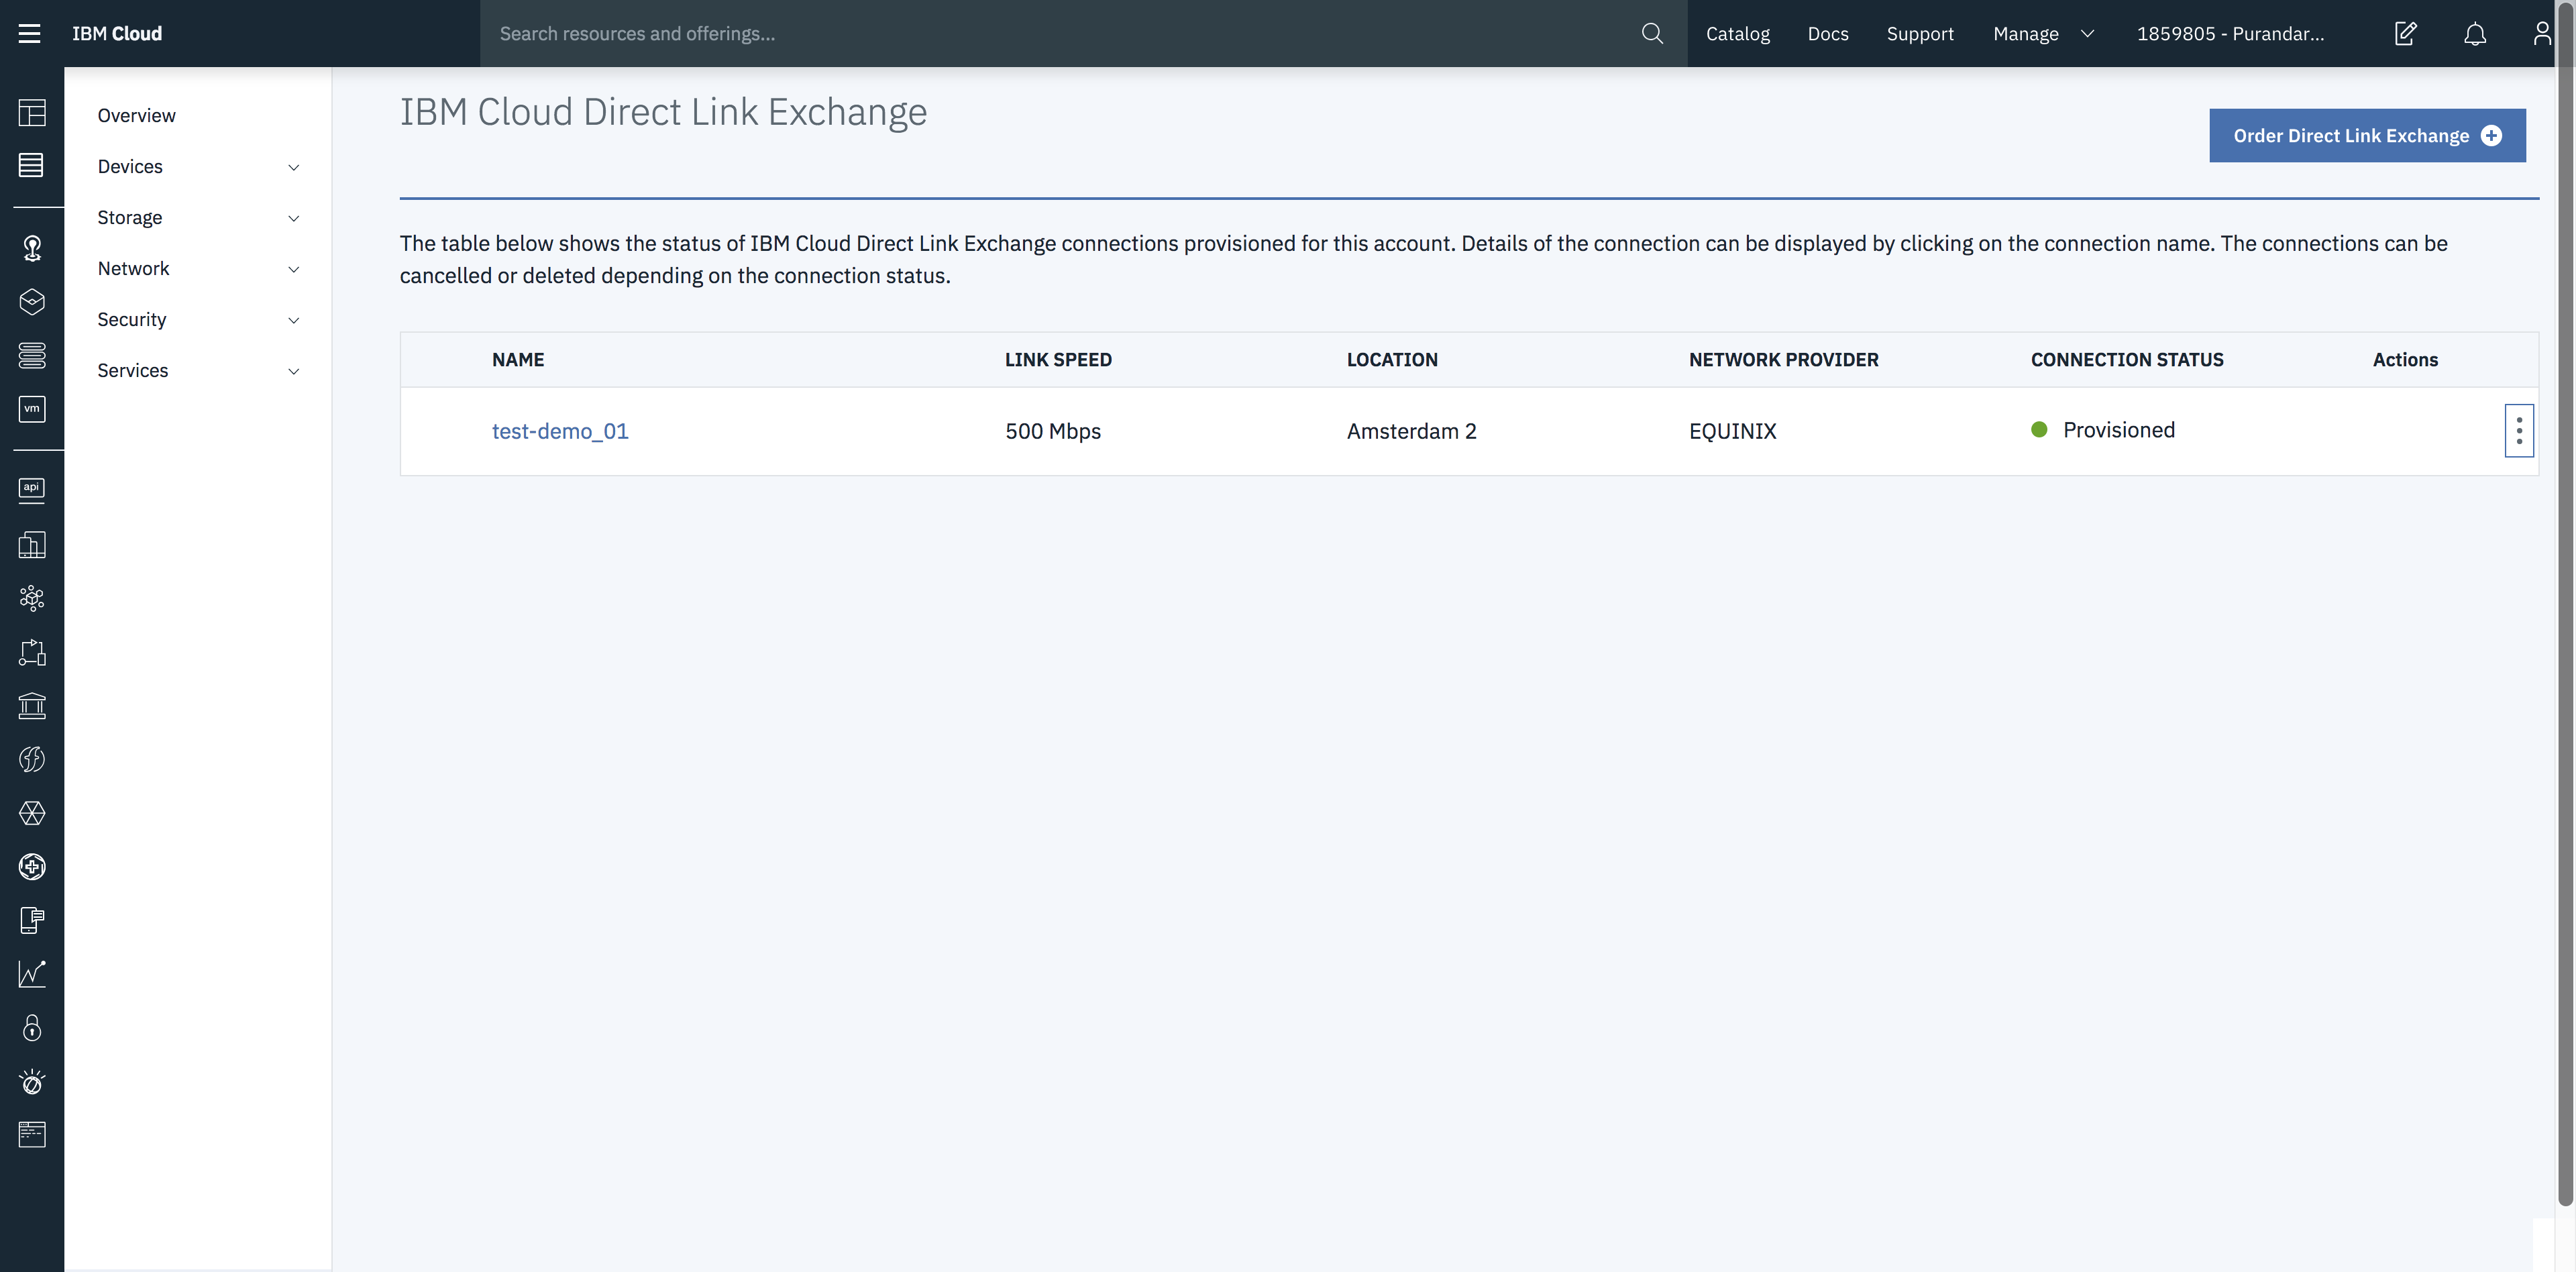 IBM Cloud
Search resources and offerings...
Catalog
Docs
Support
Manage
1859805 - Purandar...
Overview
Devices
Storage
Network
Security
Services
vm
api
IBM Cloud Direct Link Exchange
Order Direct Link Exchange
The table below shows the status of IBM Cloud Direct Link Exchange connections provisioned for this account. Details of the connection can be displayed by clicking on the connection name. The connections can be
cancelled or deleted depending on the connection status.
NAME LINK SPEED LOCATION NETWORK PROVIDER CONNECTION STATUS Actions
test-demo_01 500 Mbps Amsterdam 2 EQUINIX Provisioned